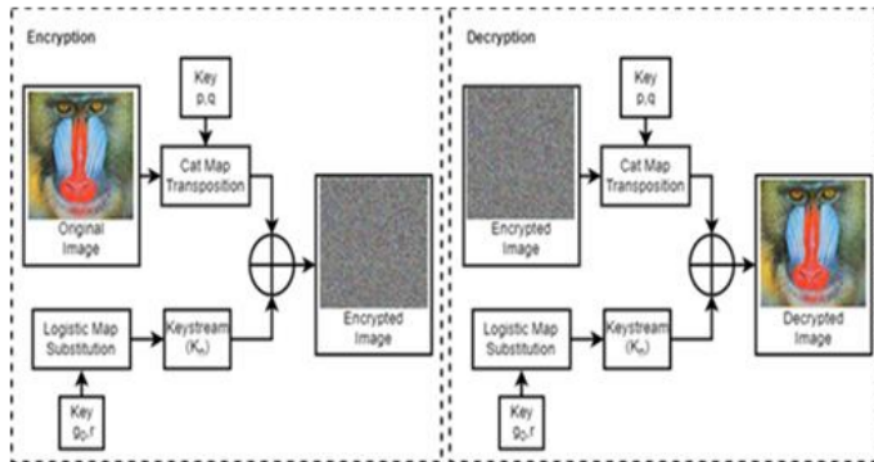 Encryption
Key
p,q
Cat Map
Transposition
Original
Image
Logistic Map
Substitution
Keystream
(Kn)
Key
g0,r
Encrypted
Image
Decryption
Key
p,q
Encrypted
Image
Cat Map
Transposition
Logistic Map
Substitution
Keystream
(Kn)
Key
g0,r
Decrypted
Image